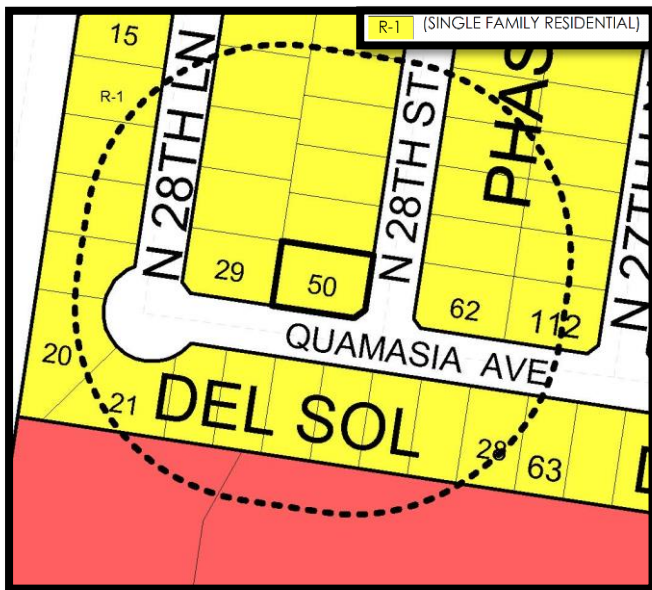 R-1 (SINGLE FAMILY RESIDENTIAL)
15
R-1
N 28TH LN
N 28TH ST
PHAS
N 27TH
29
50
62
112
QUAMASIA AVE
20
21
DEL SOL
28
63